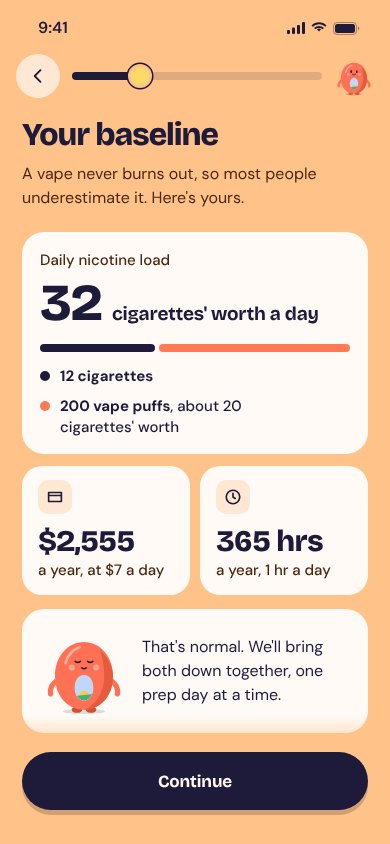 9:41
Your baseline
A vape never burns out, so most people
underestimate it. Here's yours.
Daily nicotine load
32 cigarettes' worth a day
12 cigarettes
200 vape puffs, about 20
cigarettes' worth
$2,555
a year, at $7 a day
365 hrs
a year, 1 hr a day
That's normal. We'll bring
both down together, one
prep day at a time.
Continue